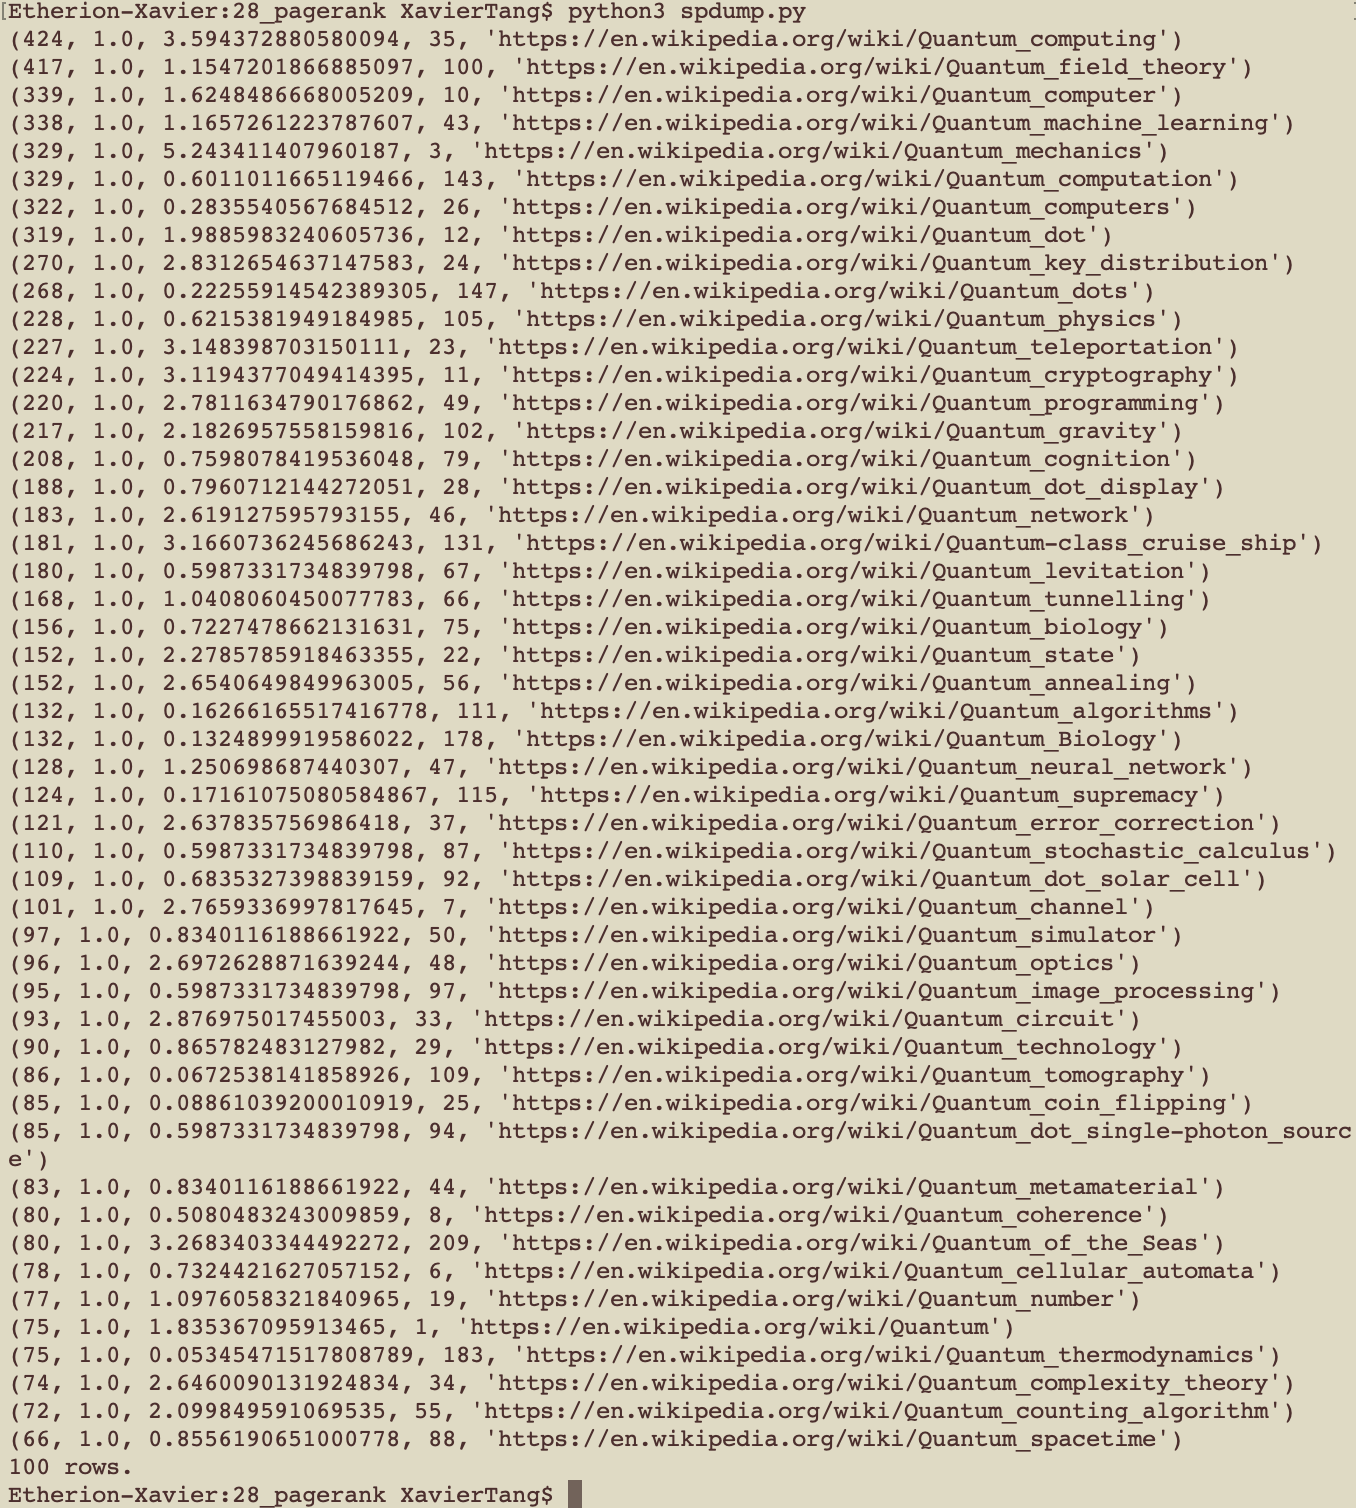 [Etherion-Xavier:28_pagerank XavierTang$ python3 spdump.py
(424, 1.0, 3.594372880580094, 35, 'https://en.wikipedia.org/wiki/Quantum_computing')
(417, 1.0, 1.1547201866885097, 100, 'https://en.wikipedia.org/wiki/Quantum_field_theory')
(339, 1.0, 1.6248486668005209, 10, 'https://en.wikipedia.org/wiki/Quantum_computer')
(338, 1.0, 1.1657261223787607, 43, 'https://en.wikipedia.org/wiki/Quantum_machine_learning')
(329, 1.0, 5.243411407960187, 3, 'https://en.wikipedia.org/wiki/Quantum_mechanics')
(329, 1.0, 0.6011011665119466, 143, 'https://en.wikipedia.org/wiki/Quantum_computation')
(322, 1.0, 0.2835540567684512, 26, 'https://en.wikipedia.org/wiki/Quantum_computers')
(319, 1.0, 1.9885983240605736, 12, 'https://en.wikipedia.org/wiki/Quantum_dot')
(270, 1.0, 2.8312654637147583, 24, 'https://en.wikipedia.org/wiki/Quantum_key_distribution')
(268, 1.0, 0.22255914542389305, 147, 'https://en.wikipedia.org/wiki/Quantum_dots')
(228, 1.0, 0.6215381949184985, 105, 'https://en.wikipedia.org/wiki/Quantum_physics')
(227, 1.0, 3.148398703150111, 23, 'https://en.wikipedia.org/wiki/Quantum_teleportation')
(224, 1.0, 3.1194377049414395, 11, 'https://en.wikipedia.org/wiki/Quantum_cryptography')
(220, 1.0, 2.7811634790176862, 49, 'https://en.wikipedia.org/wiki/Quantum_programming')
(217, 1.0, 2.1826957558159816, 102, 'https://en.wikipedia.org/wiki/Quantum_gravity')
(208, 1.0, 0.7598078419536048, 79, 'https://en.wikipedia.org/wiki/Quantum_cognition')
(188, 1.0, 0.7960712144272051, 28, 'https://en.wikipedia.org/wiki/Quantum_dot_display')
(183, 1.0, 2.619127595793155, 46, 'https://en.wikipedia.org/wiki/Quantum_network')
(181, 1.0, 3.1660736245686243, 131, 'https://en.wikipedia.org/wiki/Quantum-class_cruise_ship')
(180, 1.0, 0.5987331734839798, 67, 'https://en.wikipedia.org/wiki/Quantum_levitation')
(168, 1.0, 1.0408060450077783, 66, 'https://en.wikipedia.org/wiki/Quantum_tunnelling')
(156, 1.0, 0.7227478662131631, 75, 'https://en.wikipedia.org/wiki/Quantum_biology')
(152, 1.0, 2.2785785918463355, 22, 'https://en.wikipedia.org/wiki/Quantum_state')
(152, 1.0, 2.6540649849963005, 56, 'https://en.wikipedia.org/wiki/Quantum_annealing')
(132, 1.0, 0.16266165517416778, 111, 'https://en.wikipedia.org/wiki/Quantum_algorithms')
(132, 1.0, 0.1324899919586022, 178, 'https://en.wikipedia.org/wiki/Quantum_Biology')
(128, 1.0, 1.250698687440307, 47, 'https://en.wikipedia.org/wiki/Quantum_neural_network')
(124, 1.0, 0.17161075080584867, 115, 'https://en.wikipedia.org/wiki/Quantum_supremacy')
(121, 1.0, 2.637835756986418, 37, 'https://en.wikipedia.org/wiki/Quantum_error_correction')
(110, 1.0, 0.5987331734839798, 87, 'https://en.wikipedia.org/wiki/Quantum_stochastic_calculus')
(109, 1.0, 0.6835327398839159, 92, 'https://en.wikipedia.org/wiki/Quantum_dot_solar_cell')
(101, 1.0, 2.7659336997817645, 7, 'https://en.wikipedia.org/wiki/Quantum_channel')
(97, 1.0, 0.8340116188661922, 50, 'https://en.wikipedia.org/wiki/Quantum_simulator')
(96, 1.0, 2.6972628871639244, 48, 'https://en.wikipedia.org/wiki/Quantum_optics')
(95, 1.0, 0.5987331734839798, 97, 'https://en.wikipedia.org/wiki/Quantum_image_processing')
(93, 1.0, 2.876975017455003, 33, 'https://en.wikipedia.org/wiki/Quantum_circuit')
(90, 1.0, 0.865782483127982, 29, 'https://en.wikipedia.org/wiki/Quantum_technology')
(86, 1.0, 0.0672538141858926, 109, 'https://en.wikipedia.org/wiki/Quantum_tomography')
(85, 1.0, 0.08861039200010919, 25, 'https://en.wikipedia.org/wiki/Quantum_coin_flipping')
(85, 1.0, 0.5987331734839798, 94, 'https://en.wikipedia.org/wiki/Quantum_dot_single-photon_sourc
e')
(83, 1.0, 0.8340116188661922, 44, 'https://en.wikipedia.org/wiki/Quantum_metamaterial')
(80, 1.0, 0.5080483243009859, 8, 'https://en.wikipedia.org/wiki/Quantum_coherence')
(80, 1.0, 3.2683403344492272, 209, 'https://en.wikipedia.org/wiki/Quantum_of_the_Seas')
(78, 1.0, 0.7324421627057152, 6, 'https://en.wikipedia.org/wiki/Quantum_cellular_automata')
(77, 1.0, 1.0976058321840965, 19, 'https://en.wikipedia.org/wiki/Quantum_number')
(75, 1.0, 1.835367095913465, 1, 'https://en.wikipedia.org/wiki/Quantum')
(75, 1.0, 0.05345471517808789, 183, 'https://en.wikipedia.org/wiki/Quantum_thermodynamics')
(74, 1.0, 2.6460090131924834, 34, 'https://en.wikipedia.org/wiki/Quantum_complexity_theory')
(72, 1.0, 2.099849591069535, 55, 'https://en.wikipedia.org/wiki/Quantum_counting_algorithm')
(66, 1.0, 0.8556190651000778, 88, 'https://en.wikipedia.org/wiki/Quantum_spacetime')
100 rows.
Etherion-Xavier:28_pagerank XavierTang$